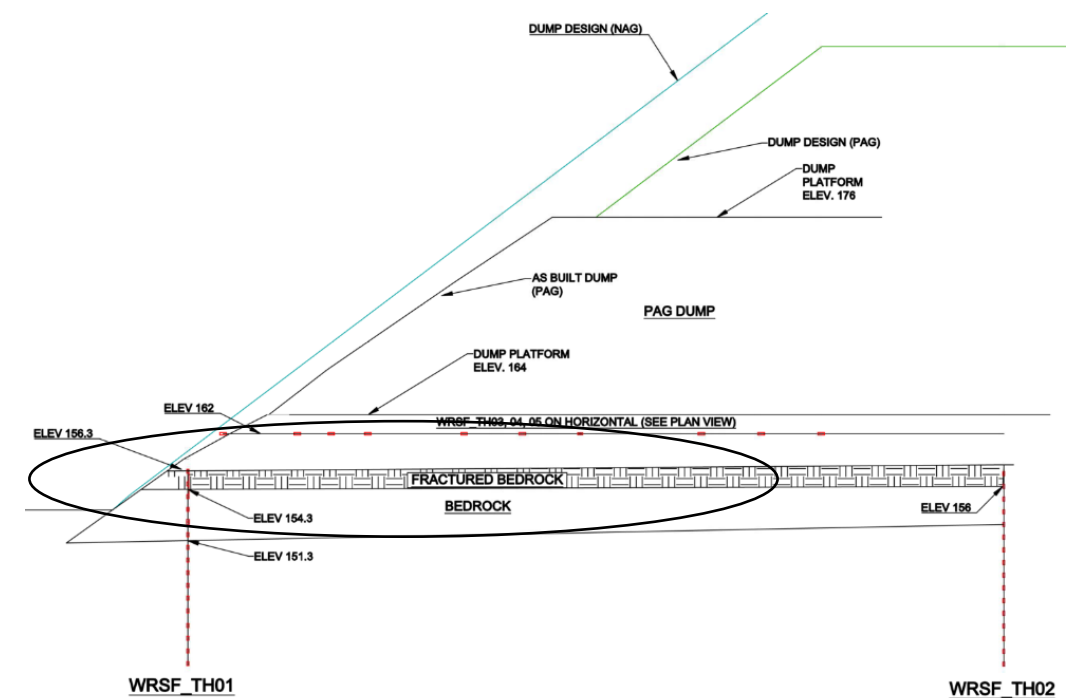 DUMP DESIGN (NAG)
DUMP DESIGN (PAG)
DUMP
PLATFORM
ELEV. 176
AS BUILT DUMP
(PAG)
PAG DUMP
DUMP PLATFORM
ELEV. 164
ELEV 162
WRSF_TH03, 04, 05 ON HORIZONTAL (SEE PLAN VIEW)
ELEV 156.3
FRACTURED BEDROCK
BEDROCK
ELEV 156
ELEV 154.3
ELEV 151.3
WRSF_TH01
WRSF_TH02